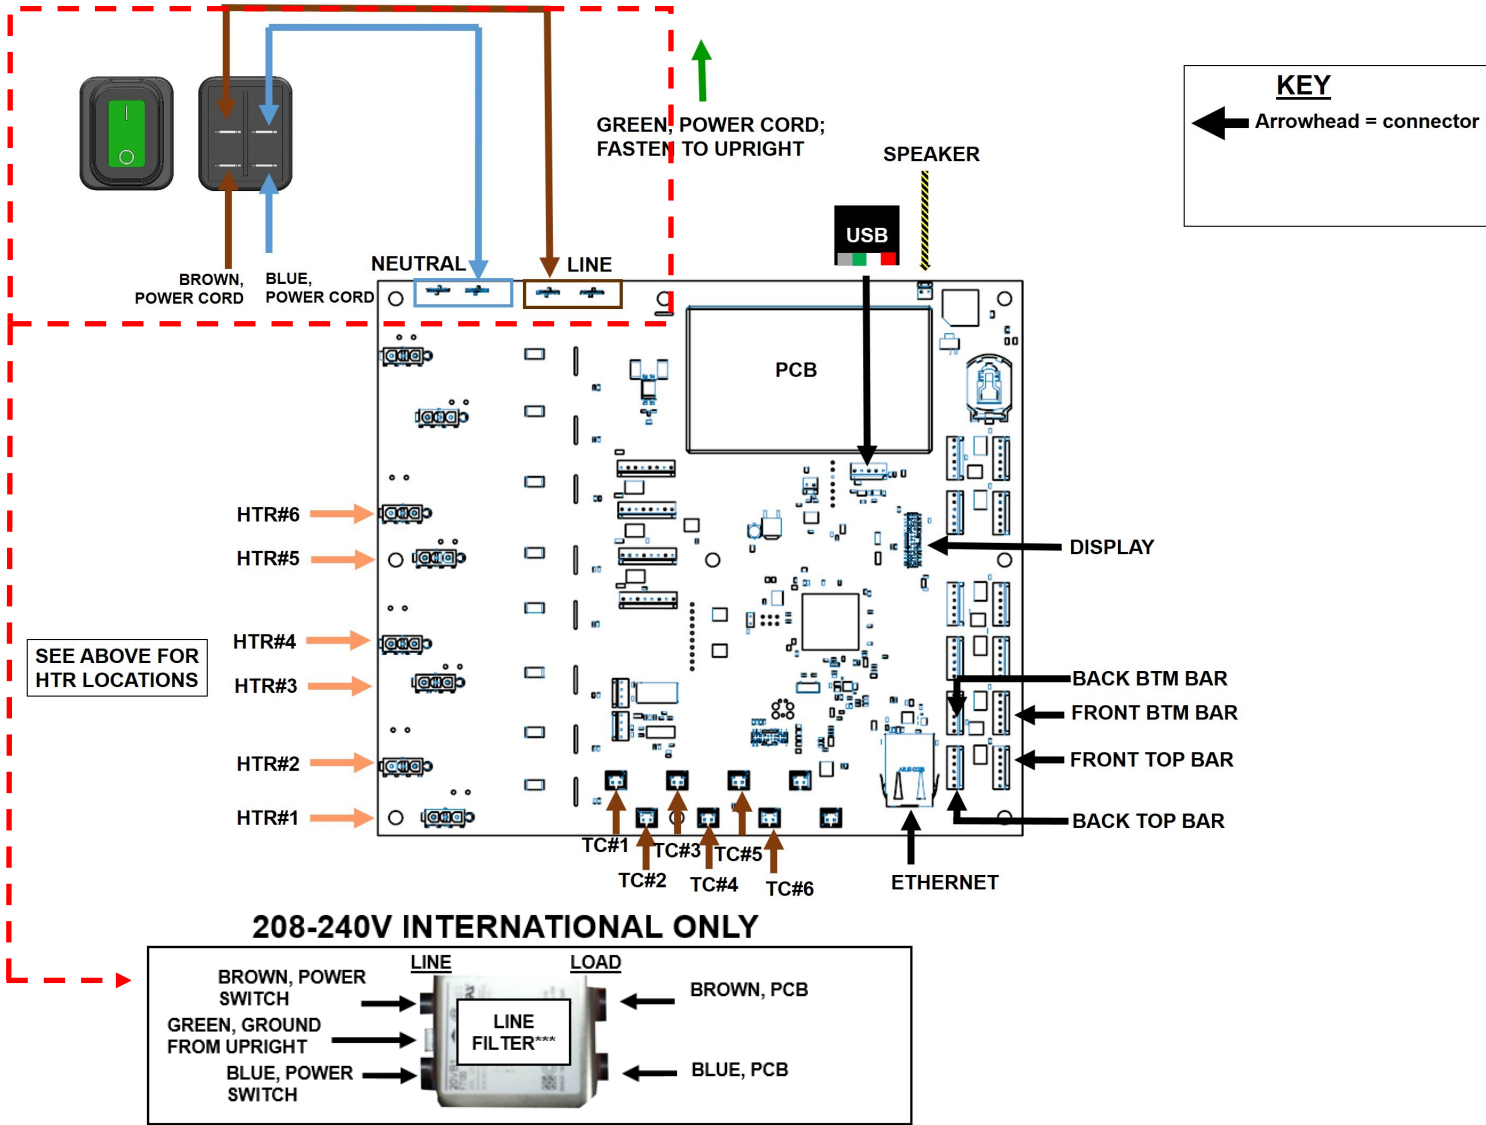 KEY
Arrowhead = connector
GREEN, POWER CORD;
FASTEN TO UPRIGHT
SPEAKER
USB
BROWN,
POWER CORD
BLUE,
POWER CORD
NEUTRAL
LINE
PCB
HTR#6
HTR#5
HTR#4
HTR#3
HTR#2
HTR#1
SEE ABOVE FOR
HTR LOCATIONS
DISPLAY
BACK BTM BAR
FRONT BTM BAR
FRONT TOP BAR
BACK TOP BAR
TC#1
TC#2
TC#3
TC#4
TC#5
TC#6
ETHERNET
208-240V INTERNATIONAL ONLY
LINE
LOAD
BROWN, POWER
SWITCH
GREEN, GROUND
FROM UPRIGHT
BLUE, POWER
SWITCH
LINE
FILTER***
20VB1
BROWN, PCB
BLUE, PCB